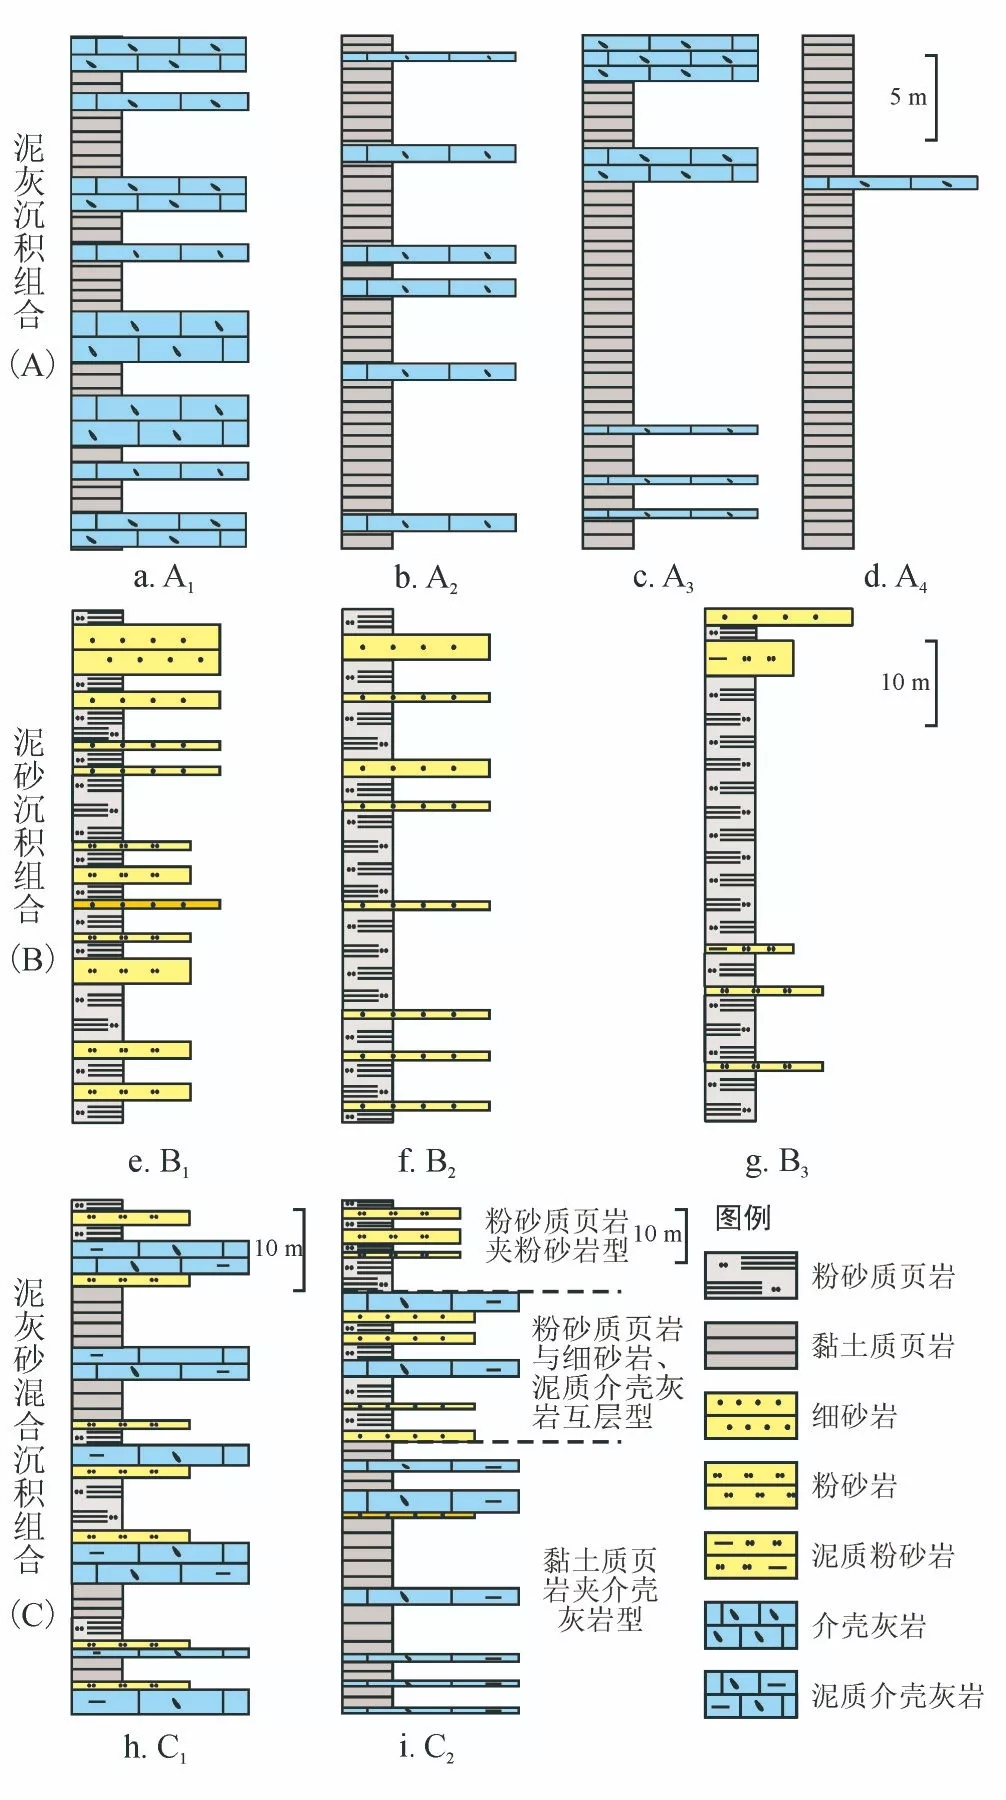 泥灰沉积组合
(A)
5 m
a. A₁
b. A₂
c. A₃
d. A₄
泥砂沉积组合
(B)
10 m
e. B₁
f. B₂
g. B₃
泥灰砂混合沉积组合
(C)
10 m
h. C₁
粉砂质页岩
夹粉砂岩型
10 m
粉砂质页岩
与细砂岩、
泥质介壳灰
岩互层型
黏土质页
岩夹介壳
灰岩型
i. C₂
图例
粉砂质页岩
黏土质页岩
细砂岩
粉砂岩
泥质粉砂岩
介壳灰岩
泥质介壳灰岩